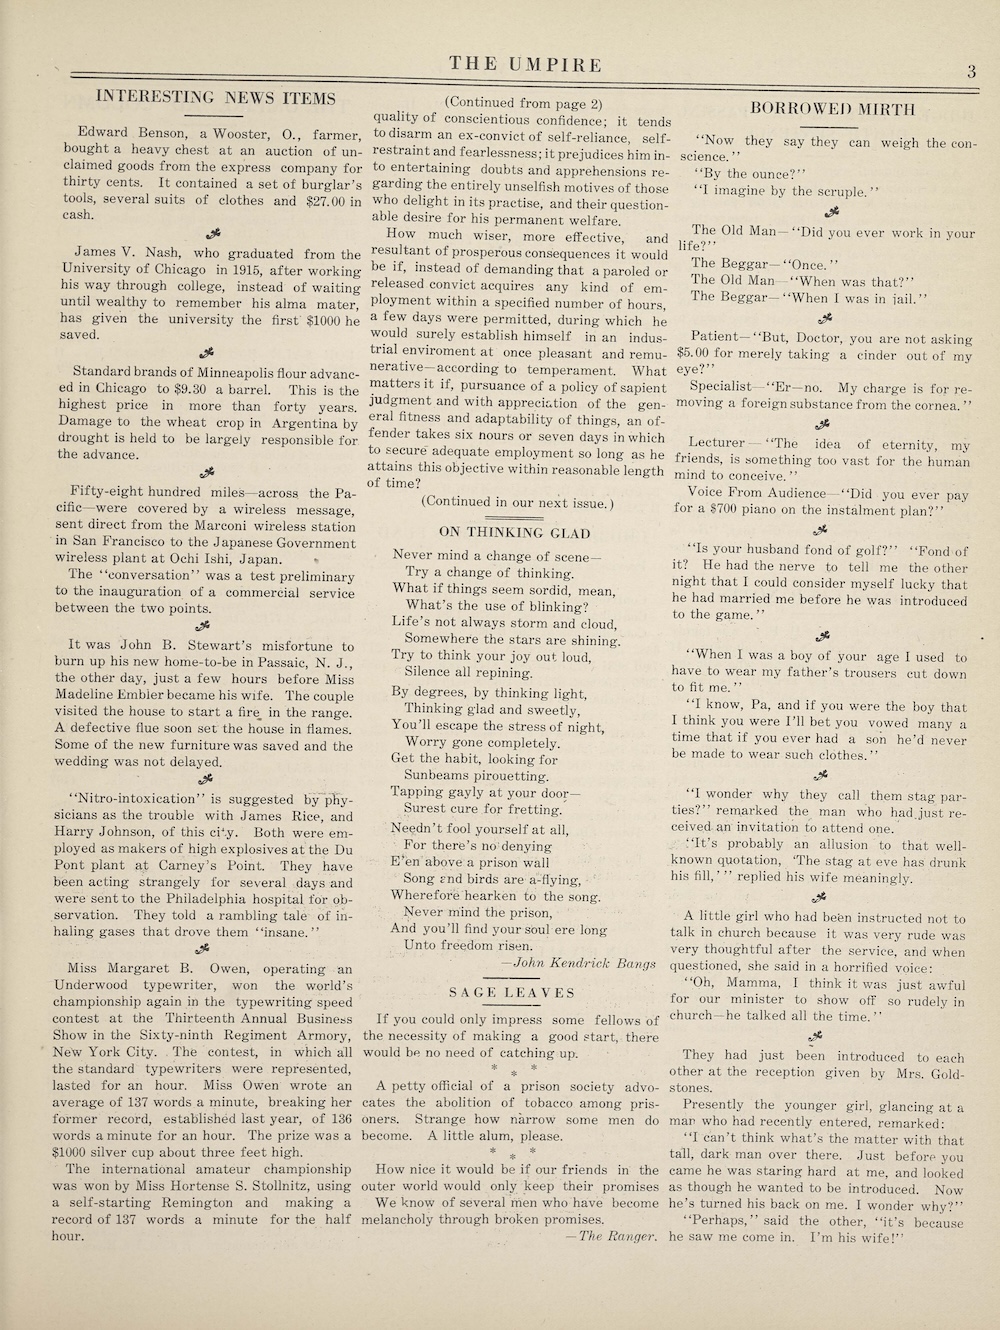 THE UMPIRE
3
INTERESTING NEWS ITEMS
Edward Benson, a Wooster, O., farmer,
bought a heavy chest at an auction of un-
claimed goods from the express company for
thirty cents. It contained a set of burglar's
tools, several suits of clothes and $27.00 in
cash.
James V. Nash, who graduated from the
University of Chicago in 1915, after working
his way through college, instead of waiting
until wealthy to remember his alma mater,
has given the university the first $1000 he
saved.
Standard brands of Minneapolis flour advanc-
ed in Chicago to $9.30 a barrel. This is the
highest price in more than forty years.
Damage to the wheat crop in Argentina by
drought is held to be largely responsible for
the advance.
Fifty-eight hundred miles—across the Pa-
cific—were covered by a wireless message,
sent direct from the Marconi wireless station
in San Francisco to the Japanese Government
wireless plant at Ochi Ishi, Japan.
The “conversation” was a test preliminary
to the inauguration of a commercial service
between the two points.
It was John B. Stewart's misfortune to
burn up his new home-to-be in Passaic, N. J.,
the other day, just a few hours before Miss
Madeline Embler became his wife. The couple
visited the house to start a fire in the range.
A defective flue soon set the house in flames.
Some of the new furniture was saved and the
wedding was not delayed.
“Nitro-intoxication” is suggested by phy-
sicians as the trouble with James Rice, and
Harry Johnson, of this city. Both were em-
ployed as makers of high explosives at the Du
Pont plant at Carney's Point. They have
been acting strangely for several days and
were sent to the Philadelphia hospital for ob-
servation. They told a rambling tale of in-
haling gases that drove them “insane.”
Miss Margaret B. Owen, operating an
Underwood typewriter, won the world's
championship again in the typewriting speed
contest at the Thirteenth Annual Business
Show in the Sixty-ninth Regiment Armory,
New York City. The contest, in which all
the standard typewriters were represented,
lasted for an hour. Miss Owen wrote an
average of 137 words a minute, breaking her
former record, established last year, of 136
words a minute for an hour. The prize was a
$1000 silver cup about three feet high.
The international amateur championship
was won by Miss Hortense S. Stollnitz, using
a self-starting Remington and making a
record of 137 words a minute for the half
hour.
(Continued from page 2)
quality of conscientious confidence; it tends
to disarm an ex-convict of self-reliance, self-
restraint and fearlessness; it prejudices him in-
to entertaining doubts and apprehensions re-
garding the entirely unselfish motives of those
who delight in its practise, and their question-
able desire for his permanent welfare.
How much wiser, more effective, and
resultant of prosperous consequences it would
be if, instead of demanding that a paroled or
released convict acquires any kind of em-
ployment within a specified number of hours,
a few days were permitted, during which he
would surely establish himself in an indus-
trial enviroment at once pleasant and remu-
nerative—according to temperament. What
matters it if, pursuance of a policy of sapient
judgment and with appreciation of the gen-
eral fitness and adaptability of things, an of-
fender takes six hours or seven days in which
to secure adequate employment so long as he
attains this objective within reasonable length
of time?
(Continued in our next issue.)
ON THINKING GLAD
Never mind a change of scene—
Try a change of thinking.
What if things seem sordid, mean,
What's the use of blinking?
Life's not always storm and cloud,
Somewhere the stars are shining.
Try to think your joy out loud,
Silence all repining.
By degrees, by thinking light,
Thinking glad and sweetly,
You'll escape the stress of night,
Worry gone completely.
Get the habit, looking for
Sunbeams pirouetting.
Tapping gayly at your door—
Surest cure for fretting.
Needn't fool yourself at all,
For there's no denying
E'en above a prison wall
Song and birds are a-flying,
Wherefore hearken to the song.
Never mind the prison,
And you'll find your soul ere long
Unto freedom risen.
—John Kendrick Bangs
SAGE LEAVES
If you could only impress some fellows of
the necessity of making a good start, there
would be no need of catching up.
* * *
A petty official of a prison society advo-
cates the abolition of tobacco among pris-
oners. Strange how narrow some men do
become. A little alum, please.
* * *
How nice it would be if our friends in the
outer world would only keep their promises
We know of several men who have become
melancholy through broken promises.
—The Ranger.
BORROWED MIRTH
“Now they say they can weigh the con-
science.”
“By the ounce?”
“I imagine by the scruple.”
The Old Man—“Did you ever work in your
life?”
The Beggar—“Once.”
The Old Man—“When was that?”
The Beggar—“When I was in jail.”
Patient—“But, Doctor, you are not asking
$5.00 for merely taking a cinder out of my
eye?”
Specialist—“Er—no. My charge is for re-
moving a foreign substance from the cornea.”
Lecturer—“The idea of eternity, my
friends, is something too vast for the human
mind to conceive.”
Voice From Audience—“Did you ever pay
for a $700 piano on the instalment plan?”
“Is your husband fond of golf?” “Fond of
it? He had the nerve to tell me the other
night that I could consider myself lucky that
he had married me before he was introduced
to the game.”
“When I was a boy of your age I used to
have to wear my father's trousers cut down
to fit me.”
“I know, Pa, and if you were the boy that
I think you were I'll bet you vowed many a
time that if you ever had a son he'd never
be made to wear such clothes.”
“I wonder why they call them stag par-
ties?” remarked the man who had just re-
ceived an invitation to attend one.
“It's probably an allusion to that well-
known quotation, ‘The stag at eve has drunk
his fill,’” replied his wife meaningly.
A little girl who had been instructed not to
talk in church because it was very rude was
very thoughtful after the service, and when
questioned, she said in a horrified voice:
“Oh, Mamma, I think it was just awful
for our minister to show off so rudely in
church—he talked all the time.”
They had just been introduced to each
other at the reception given by Mrs. Gold-
stones.
Presently the younger girl, glancing at a
man who had recently entered, remarked:
“I can't think what's the matter with that
tall, dark man over there. Just before you
came he was staring hard at me, and looked
as though he wanted to be introduced. Now
he's turned his back on me. I wonder why?”
“Perhaps,” said the other, “it's because
he saw me come in. I'm his wife!”